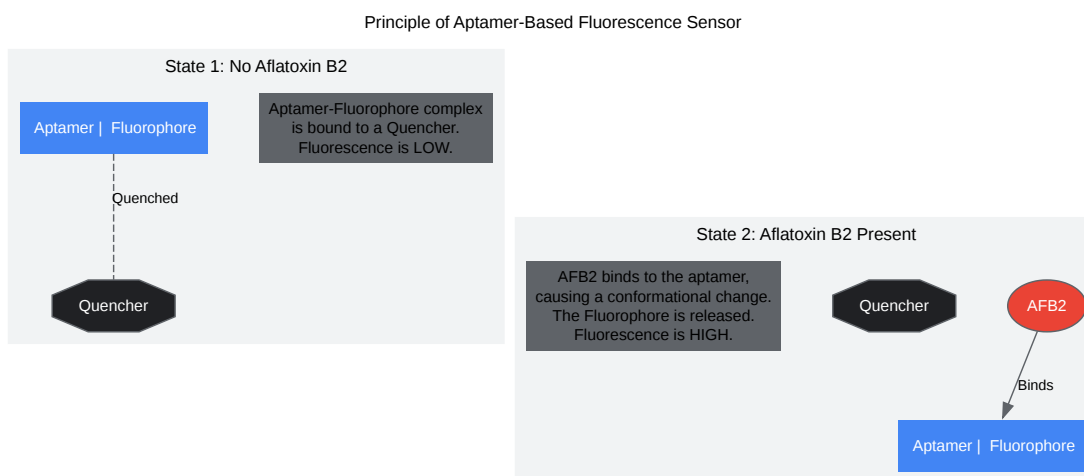 Principle of Aptamer-Based Fluorescence Sensor
State 1: No Aflatoxin B2
Aptamer | Fluorophore
Aptamer-Fluorophore complex
is bound to a Quencher.
Fluorescence is LOW.
Quenched
Quencher
State 2: Aflatoxin B2 Present
AFB2 binds to the aptamer,
causing a conformational change.
The Fluorophore is released.
Fluorescence is HIGH.
Quencher
AFB2
Binds
Aptamer | Fluorophore